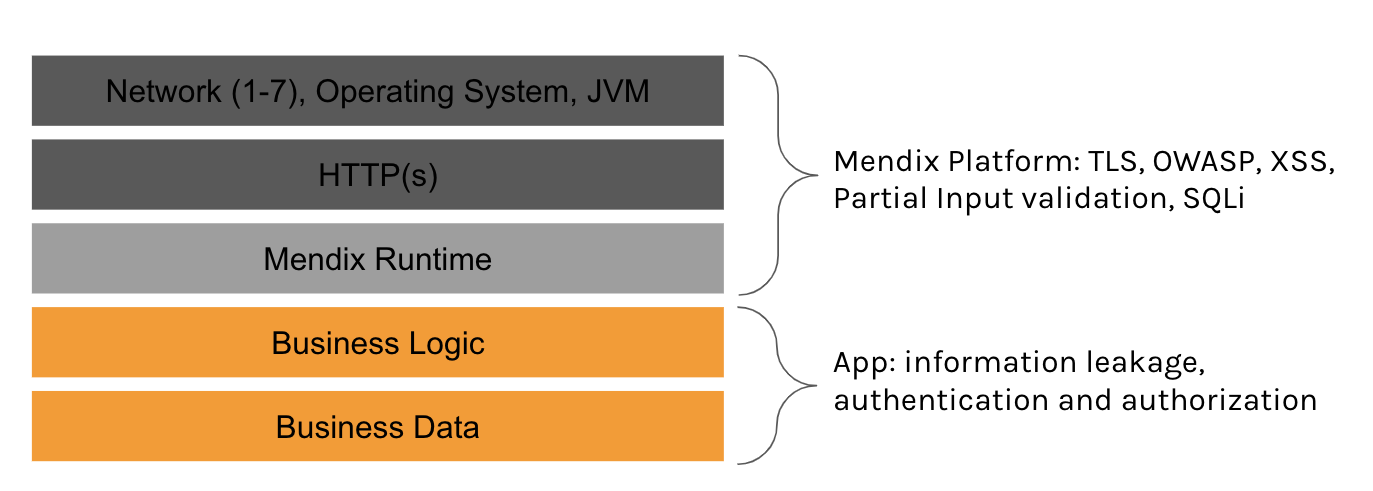 Network (1-7), Operating System, JVM
HTTP(s)
Mendix Runtime
Mendix Platform: TLS, OWASP, XSS,
Partial Input validation, SQLi
Business Logic
Business Data
App: information leakage,
authentication and authorization